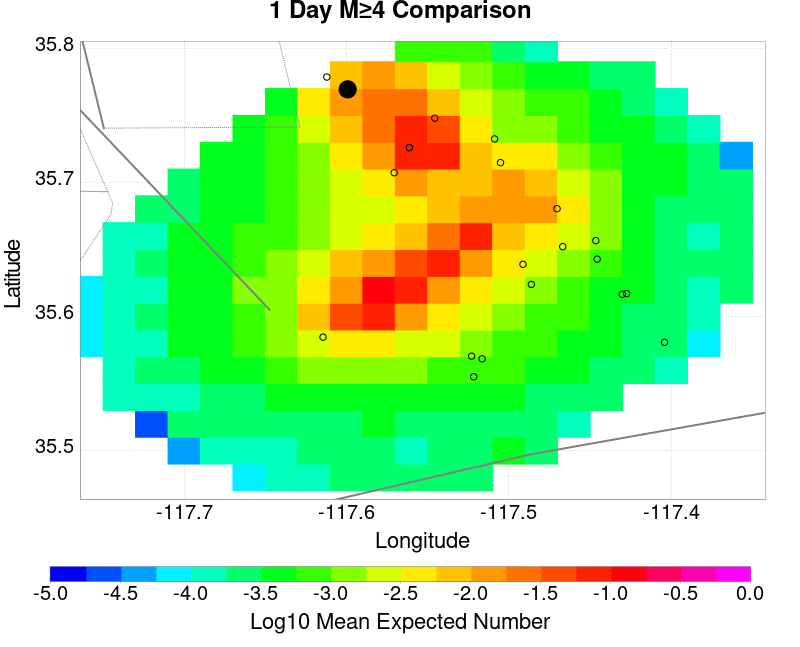 1 Day M≥4 Comparison
35.8
35.7
35.6
35.5
Latitude
-117.7 -117.6 -117.5 -117.4
Longitude
-5.0 -4.5 -4.0 -3.5 -3.0 -2.5 -2.0 -1.5 -1.0 -0.5 0.0
Log10 Mean Expected Number